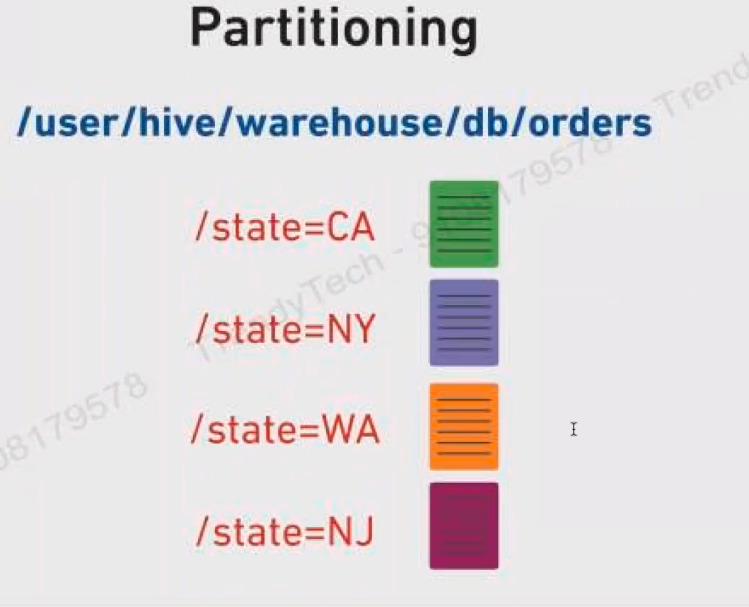 Partitioning
/user/hive/warehouse/db/orders
/state=CA
/state=NY
/state=WA
/state=NJ